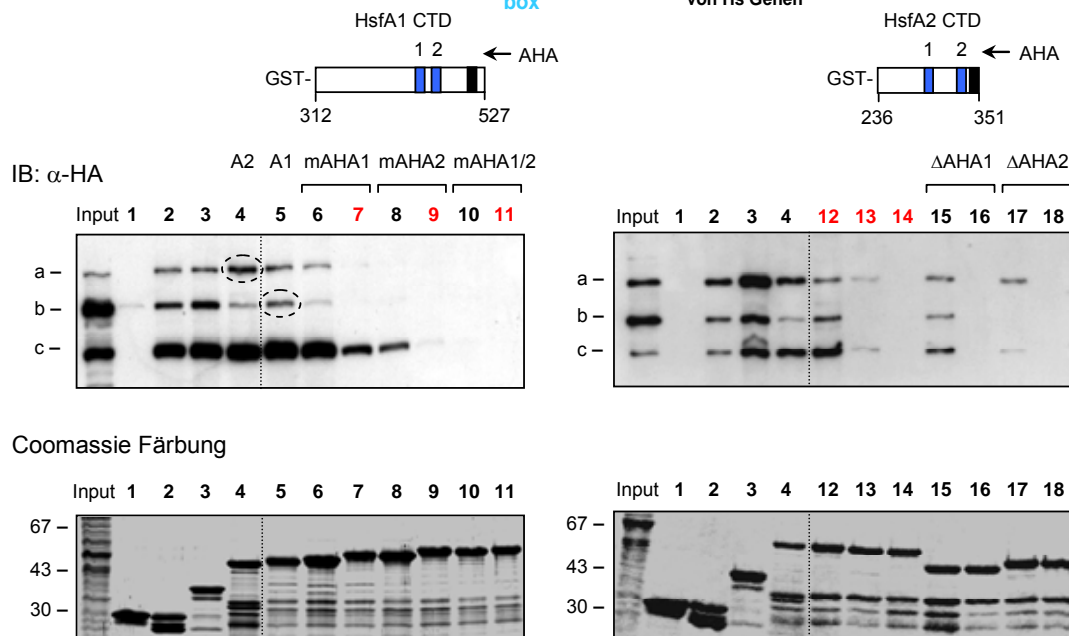 box
von Hs Genen
HsfA1 CTD
HsfA2 CTD
1 2 AHA
1 2 AHA
GST-
GST-
312 527
236 351
IB: α-HA
A2 A1 mAHA1 mAHA2 mAHA1/2
ΔAHA1 ΔAHA2
Input 1 2 3 4 5 6 7 8 9 10 11
Input 1 2 3 4 12 13 14 15 16 17 18
a –
b –
c –
a –
b –
c –
Coomassie Färbung
Input 1 2 3 4 5 6 7 8 9 10 11
Input 1 2 3 4 12 13 14 15 16 17 18
67 –
43 –
30 –
67 –
43 –
30 –